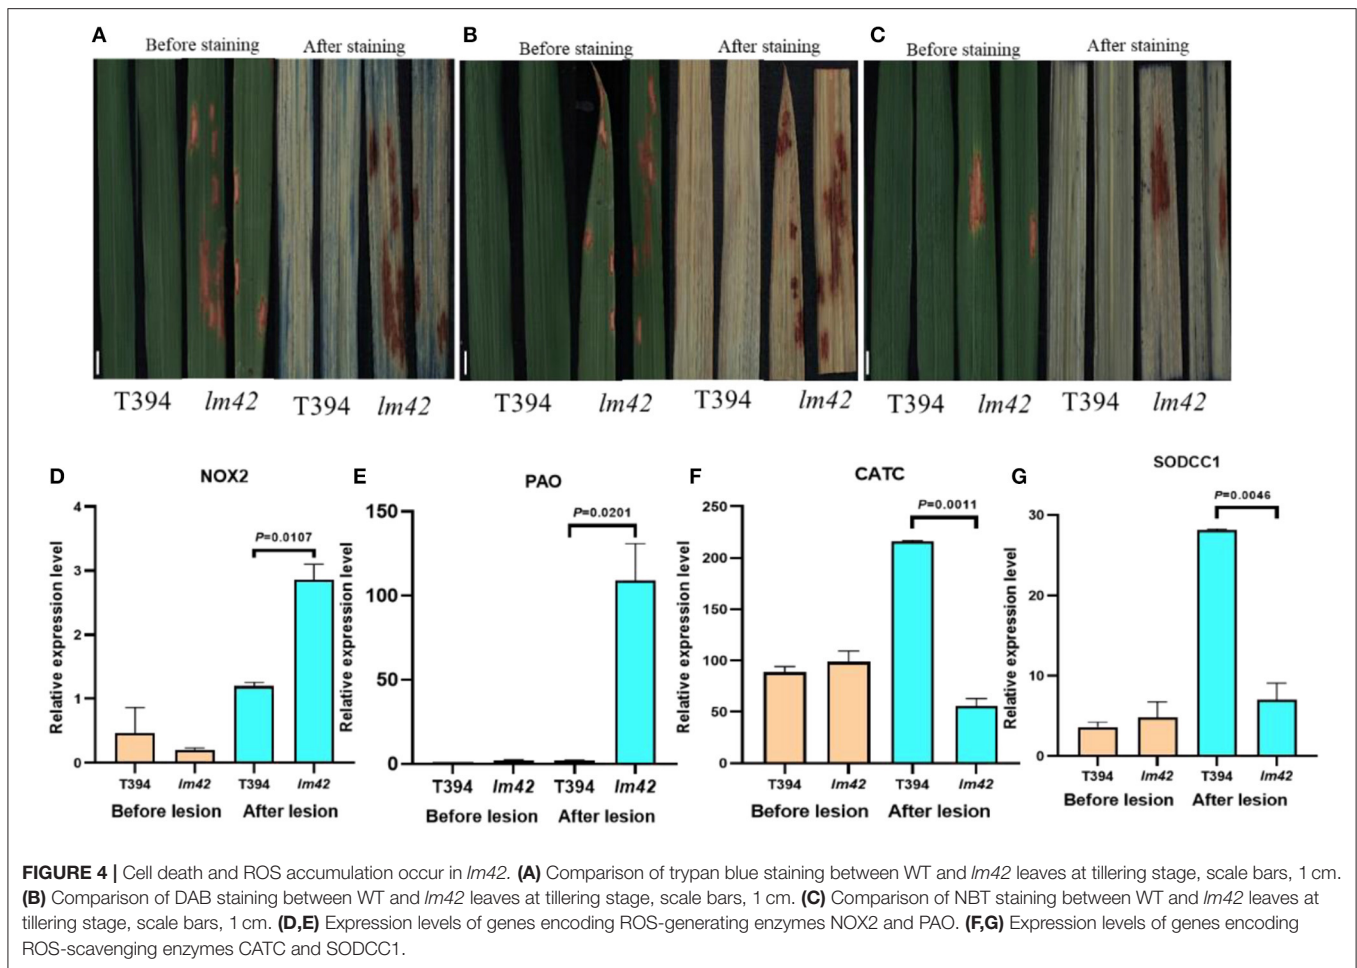 A
Before staining
After staining
T394
lm42
T394
lm42
B
Before staining
After staining
T394
lm42
T394
lm42
C
Before staining
After staining
T394
lm42
T394
lm42
D
NOX2
Relative expression level
4
3
2
1
0
P=0.0107
T394
lm42
T394
lm42
Before lesion
After lesion
E
PAO
Relative expression level
150
100
50
0
P=0.0201
T394
lm42
T394
lm42
Before lesion
After lesion
F
CATC
Relative expression level
250
200
150
100
50
0
P=0.0011
T394
lm42
T394
lm42
Before lesion
After lesion
G
SODCC1
Relative expression level
30
20
10
0
P=0.0046
T394
lm42
T394
lm42
Before lesion
After lesion
FIGURE 4 | Cell death and ROS accumulation occur in lm42. (A) Comparison of trypan blue staining between WT and lm42 leaves at tillering stage, scale bars, 1 cm.
(B) Comparison of DAB staining between WT and lm42 leaves at tillering stage, scale bars, 1 cm. (C) Comparison of NBT staining between WT and lm42 leaves at
tillering stage, scale bars, 1 cm. (D,E) Expression levels of genes encoding ROS-generating enzymes NOX2 and PAO. (F,G) Expression levels of genes encoding
ROS-scavenging enzymes CATC and SODCC1.